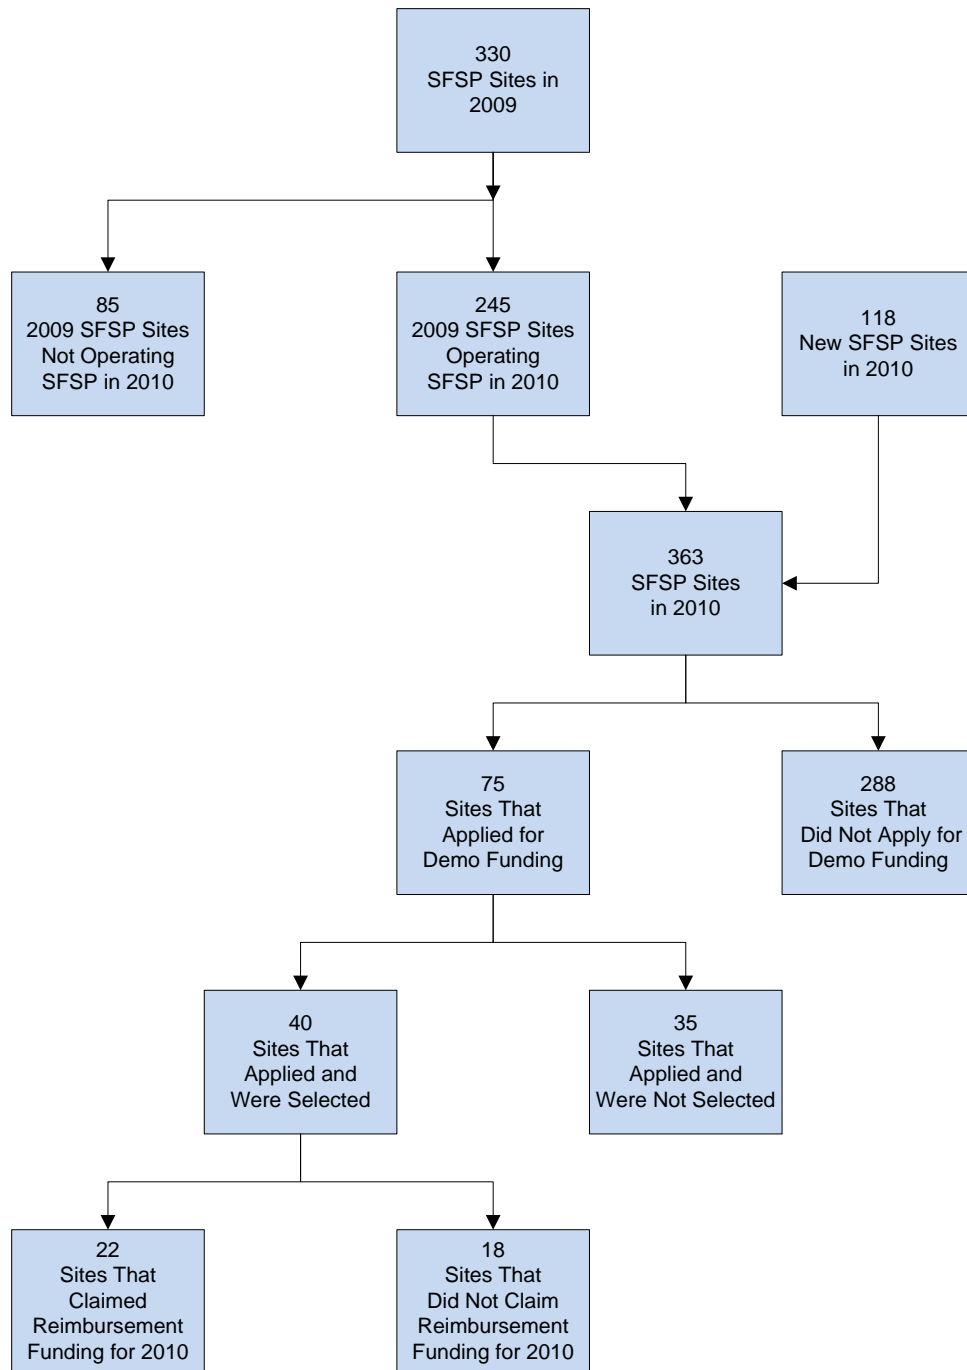 330
SFSP Sites in
2009
85
2009 SFSP Sites
Not Operating
SFSP in 2010
245
2009 SFSP Sites
Operating
SFSP in 2010
118
New SFSP Sites
in 2010
363
SFSP Sites
in 2010
75
Sites That
Applied for
Demo Funding
288
Sites That
Did Not Apply for
Demo Funding
40
Sites That
Applied and
Were Selected
35
Sites That
Applied and
Were Not Selected
22
Sites That
Claimed
Reimbursement
Funding for 2010
18
Sites That
Did Not Claim
Reimbursement
Funding for 2010